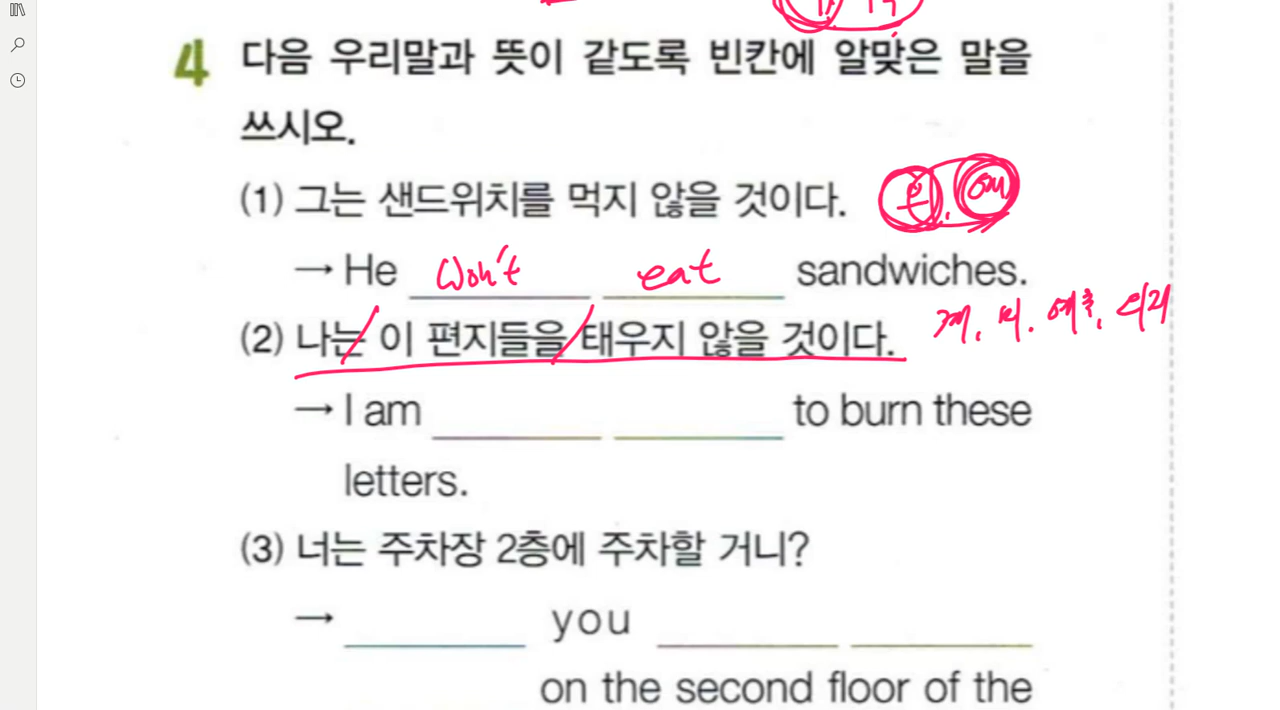 4 다음 우리말과 뜻이 같도록 빈칸에 알맞은 말을
쓰시오.
(1) 그는 샌드위치를 먹지 않을 것이다.
→ He won't eat sandwiches.
(2) 나는 이 편지들을 태우지 않을 것이다.
→ I am to burn these
letters.
(3) 너는 주차장 2층에 주차할 거니?
→ you
on the second floor of the